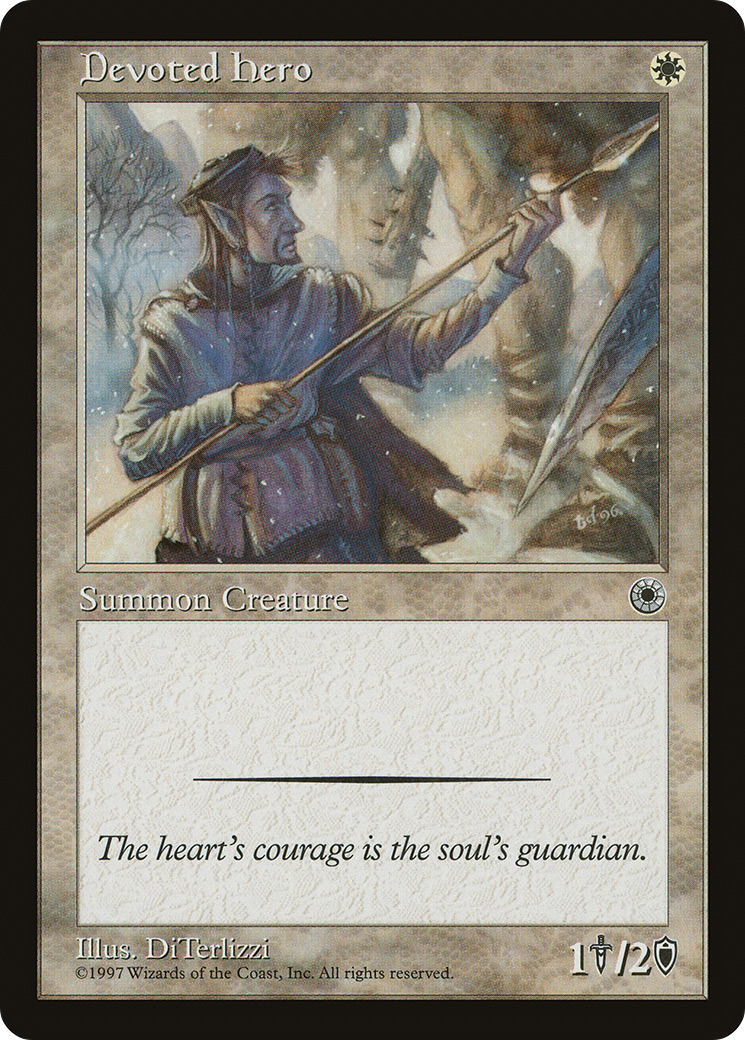 Devoted Hero
tdt96.
Summon Creature
The heart's courage is the soul's guardian.
Illus. DiTerlizzi
©1997 Wizards of the Coast, Inc. All rights reserved.
1/2